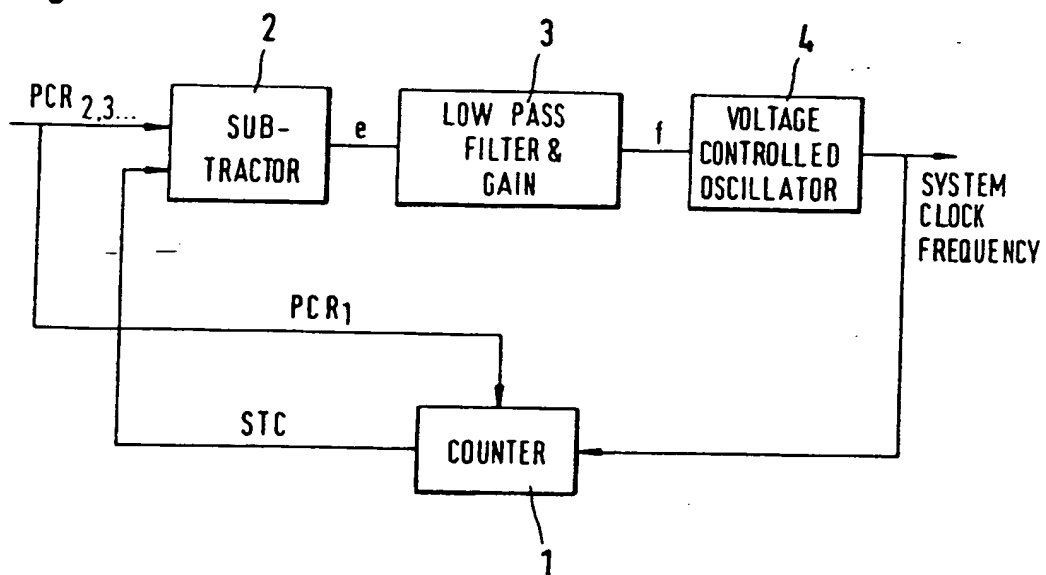 2
3
4
PCR 2,3...
SUB-
TRACTOR
e
LOW PASS
FILTER &
GAIN
f
VOLTAGE
CONTROLLED
OSCILLATOR
SYSTEM
CLOCK
FREQUENCY
PCR1
STC
COUNTER
1